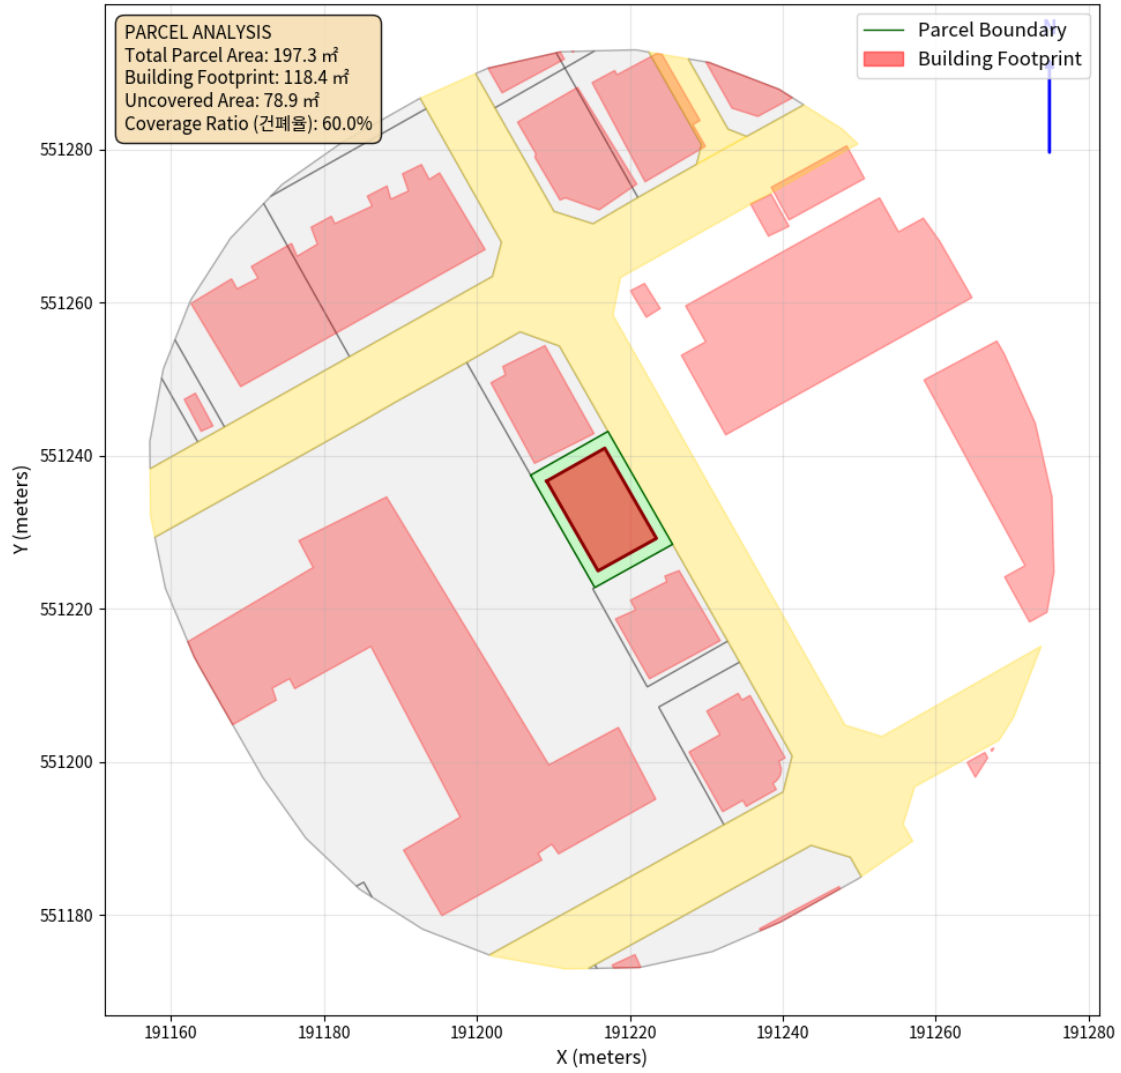 PARCEL ANALYSIS
Total Parcel Area: 197.3 ㎡
Building Footprint: 118.4 ㎡
Uncovered Area: 78.9 ㎡
Coverage Ratio (건폐율): 60.0%
N
Parcel Boundary
Building Footprint
551280
551260
551240
551220
551200
551180
Y (meters)
191160
191180
191200
191220
191240
191260
191280
X (meters)